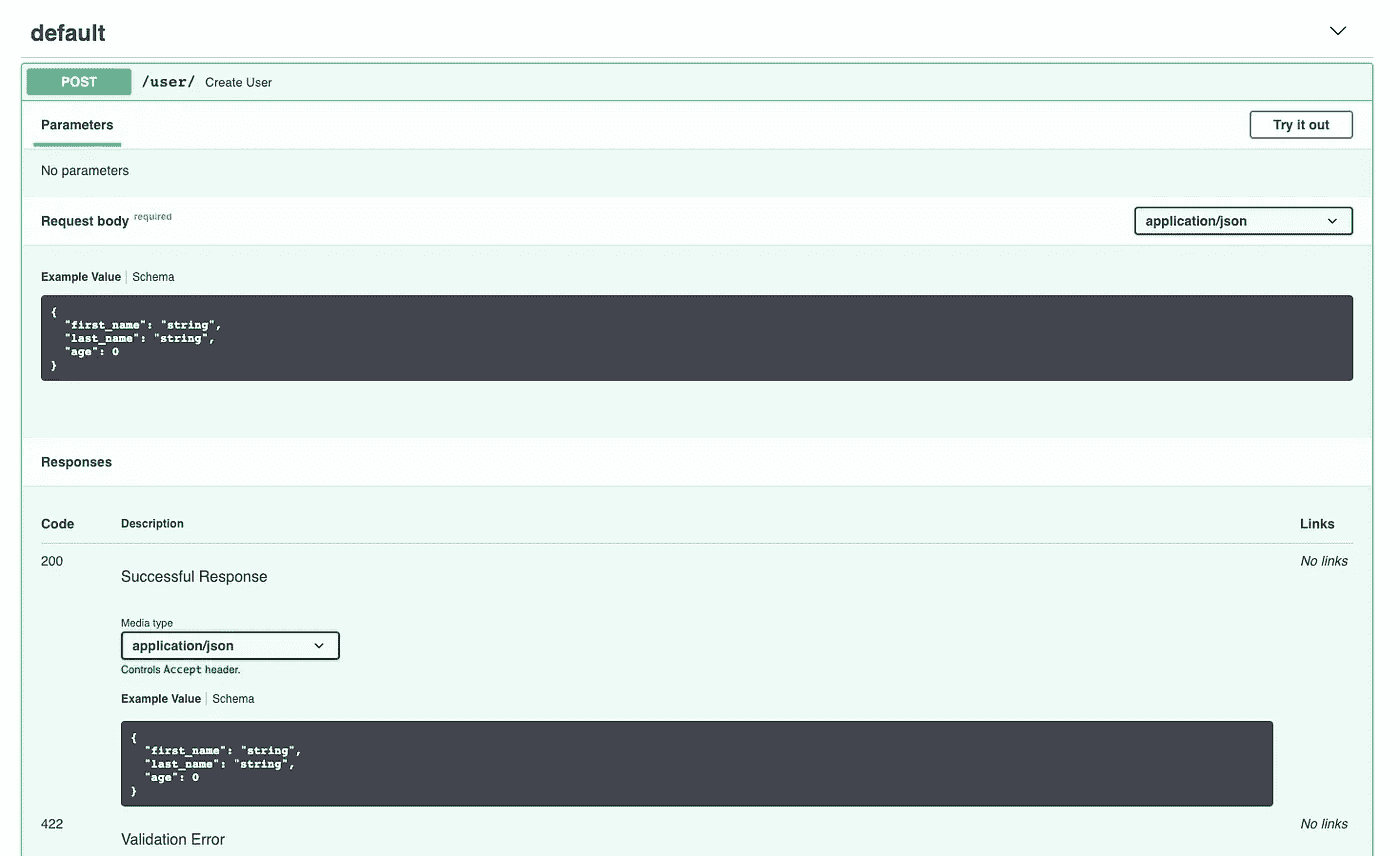 default
POST /user/ Create User
Parameters Try it out
No parameters
Request body required application/json
Example Value Schema
{
"first_name": "string",
"last_name": "string",
"age": 0
}
Responses
Code Description Links
200 No links
Successful Response
Media type
application/json
Controls Accept header.
Example Value Schema
{
"first_name": "string",
"last_name": "string",
"age": 0
}
422 No links
Validation Error